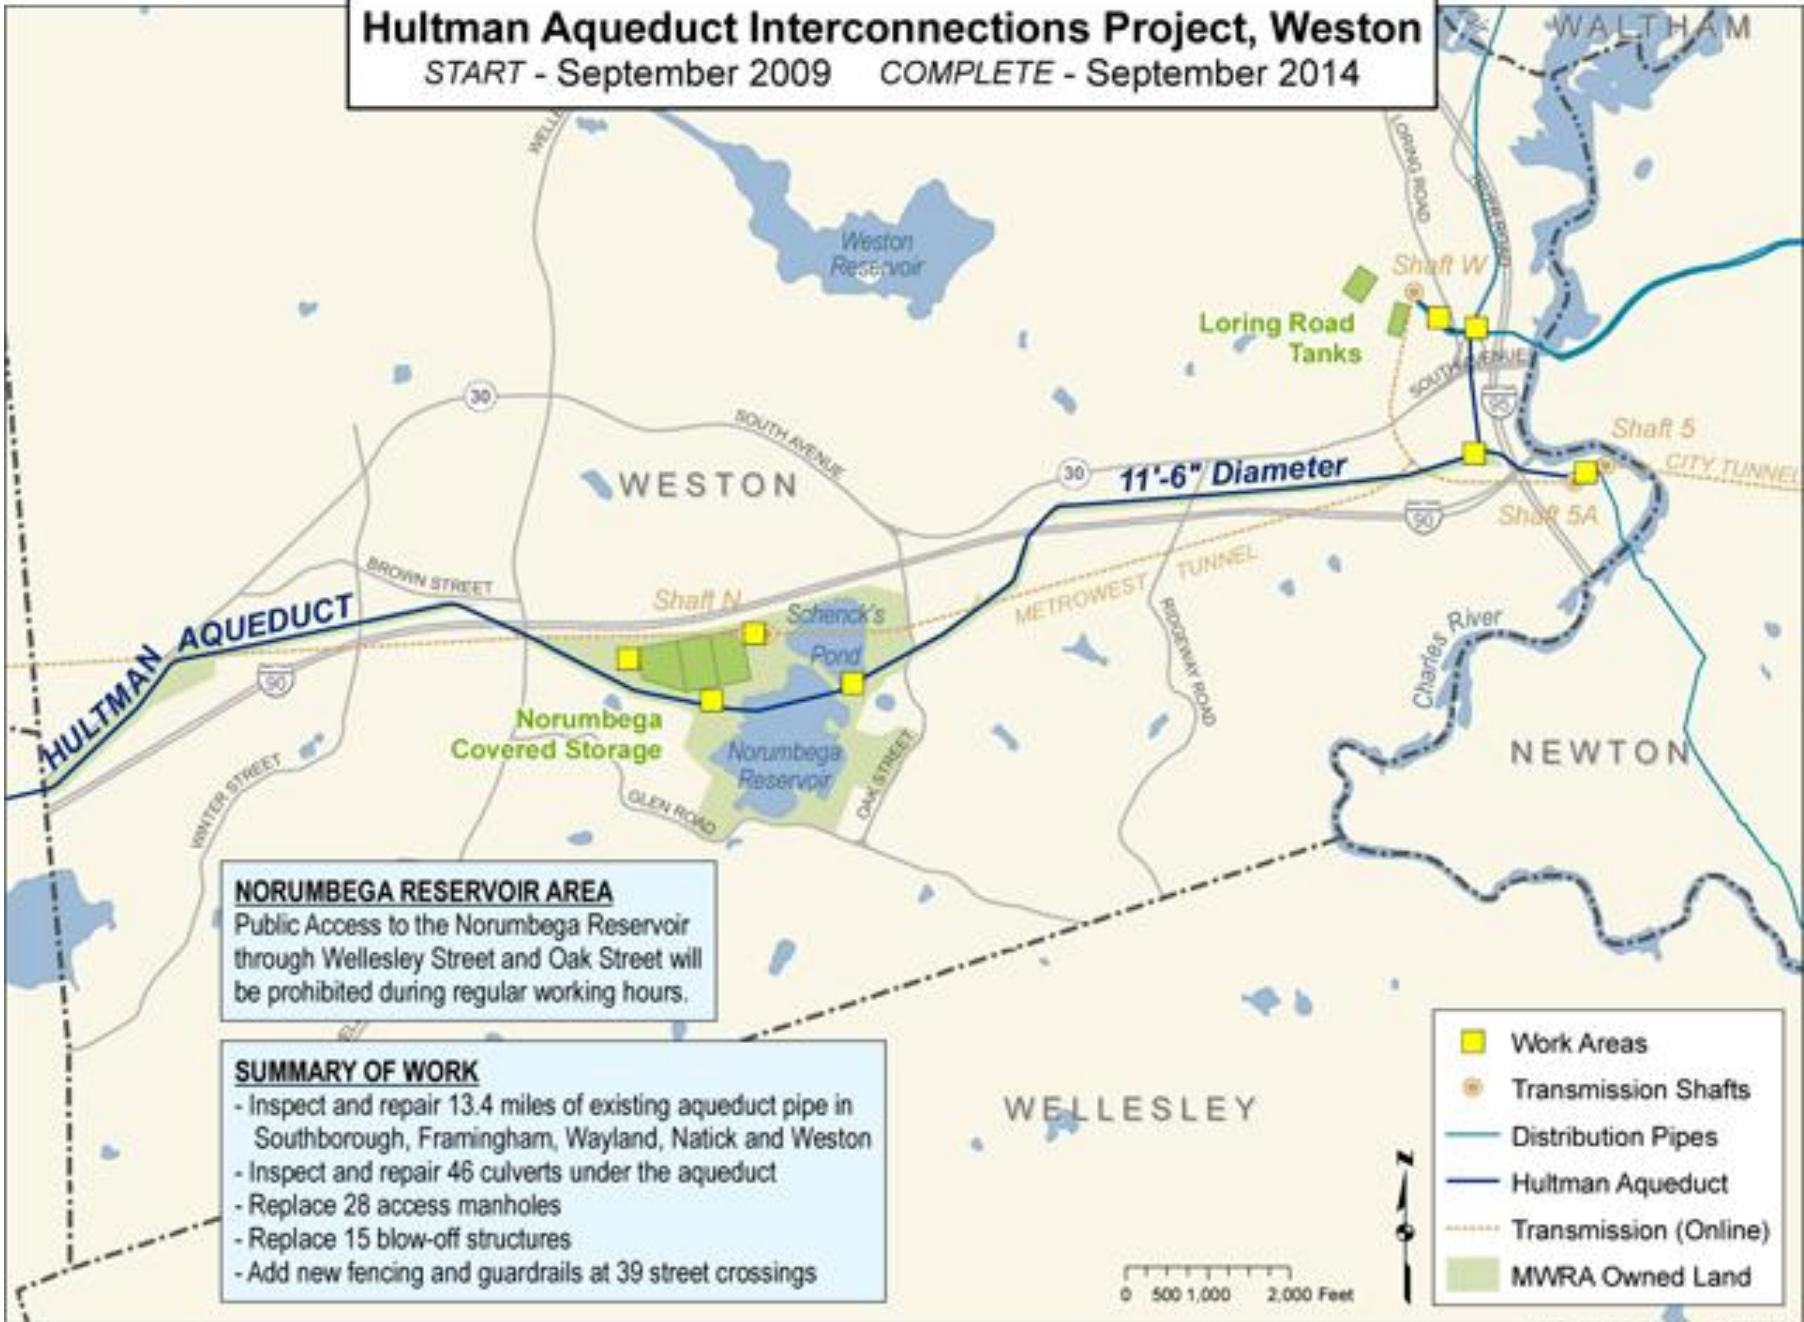 Hultman Aqueduct Interconnections Project, Weston
START - September 2009 COMPLETE - September 2014
WALTHAM
LORING ROAD
Weston
Reservoir
Shaft W
Loring Road
Tanks
SOUTH AVENUE
95
30
SOUTH AVENUE
WESTON
30
11'-6" Diameter
Shaft 5
CITY TUNNEL
90
Shaft 5A
BROWN STREET
METROWEST TUNNEL
Shaft N
Schenck's
Pond
HULTMAN AQUEDUCT
90
RIDGEWAY ROAD
Charles River
Norumbega
Covered Storage
Norumbega
Reservoir
OAK STREET
GLEN ROAD
WINTER STREET
NEWTON
NORUMBEGA RESERVOIR AREA
Public Access to the Norumbega Reservoir
through Wellesley Street and Oak Street will
be prohibited during regular working hours.
SUMMARY OF WORK
- Inspect and repair 13.4 miles of existing aqueduct pipe in
Southborough, Framingham, Wayland, Natick and Weston
- Inspect and repair 46 culverts under the aqueduct
- Replace 28 access manholes
- Replace 15 blow-off structures
- Add new fencing and guardrails at 39 street crossings
WELLESLEY
N
0 500 1,000 2,000 Feet
Work Areas
Transmission Shafts
Distribution Pipes
Hultman Aqueduct
Transmission (Online)
MWRA Owned Land